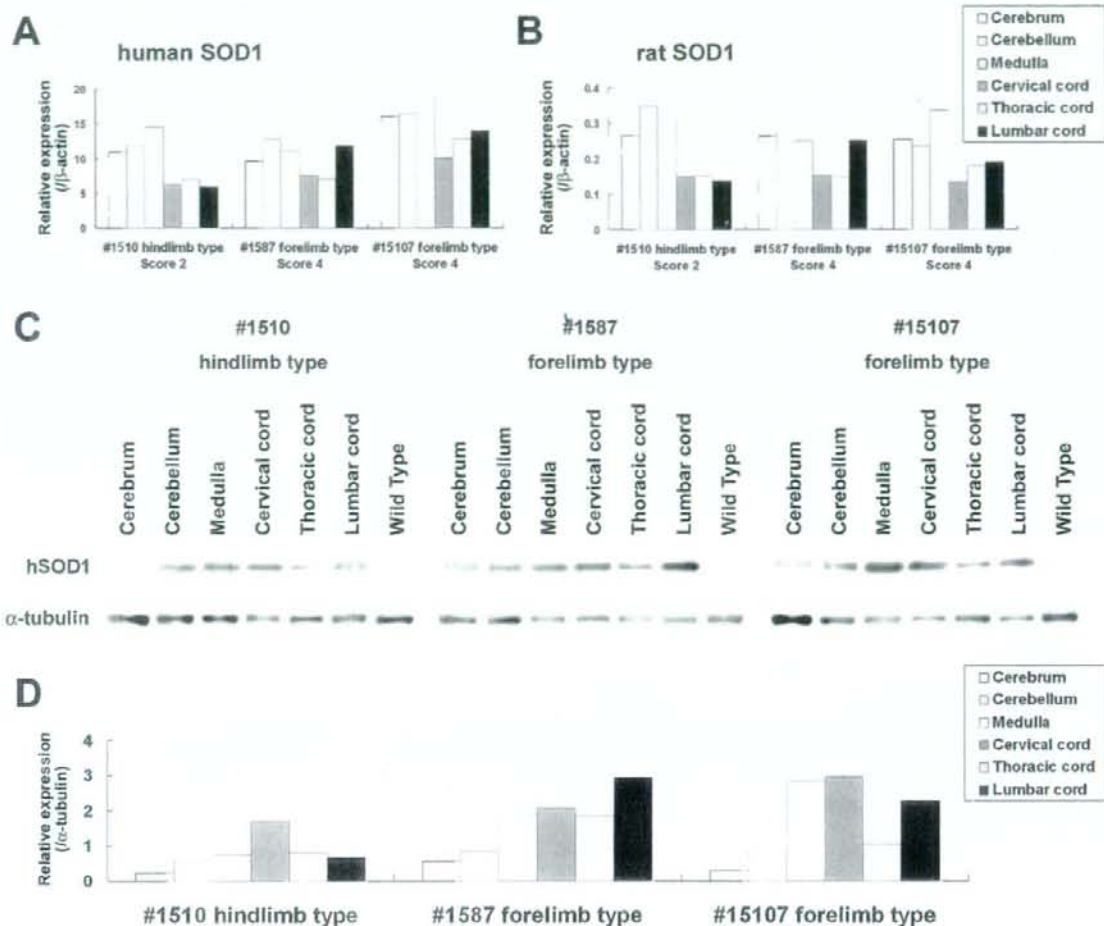 A
human SOD1
Relative expression
(/β-actin)
20
15
10
5
0
#1510 hindlimb type
Score 2
#1587 forelimb type
Score 4
#15107 forelimb type
Score 4
B
rat SOD1
Relative expression
(/β-actin)
0.4
0.3
0.2
0.1
0
#1510 hindlimb type
Score 2
#1587 forelimb type
Score 4
#15107 forelimb type
Score 4
Cerebrum
Cerebellum
Medulla
Cervical cord
Thoracic cord
Lumbar cord
C
#1510
hindlimb type
#1587
forelimb type
#15107
forelimb type
Cerebrum
Cerebellum
Medulla
Cervical cord
Thoracic cord
Lumbar cord
Wild Type
Cerebrum
Cerebellum
Medulla
Cervical cord
Thoracic cord
Lumbar cord
Wild Type
Cerebrum
Cerebellum
Medulla
Cervical cord
Thoracic cord
Lumbar cord
Wild Type
hSOD1
α-tubulin
D
Relative expression
(/α-tubulin)
4
3
2
1
0
#1510 hindlimb type
#1587 forelimb type
#15107 forelimb type
Cerebrum
Cerebellum
Medulla
Cervical cord
Thoracic cord
Lumbar cord